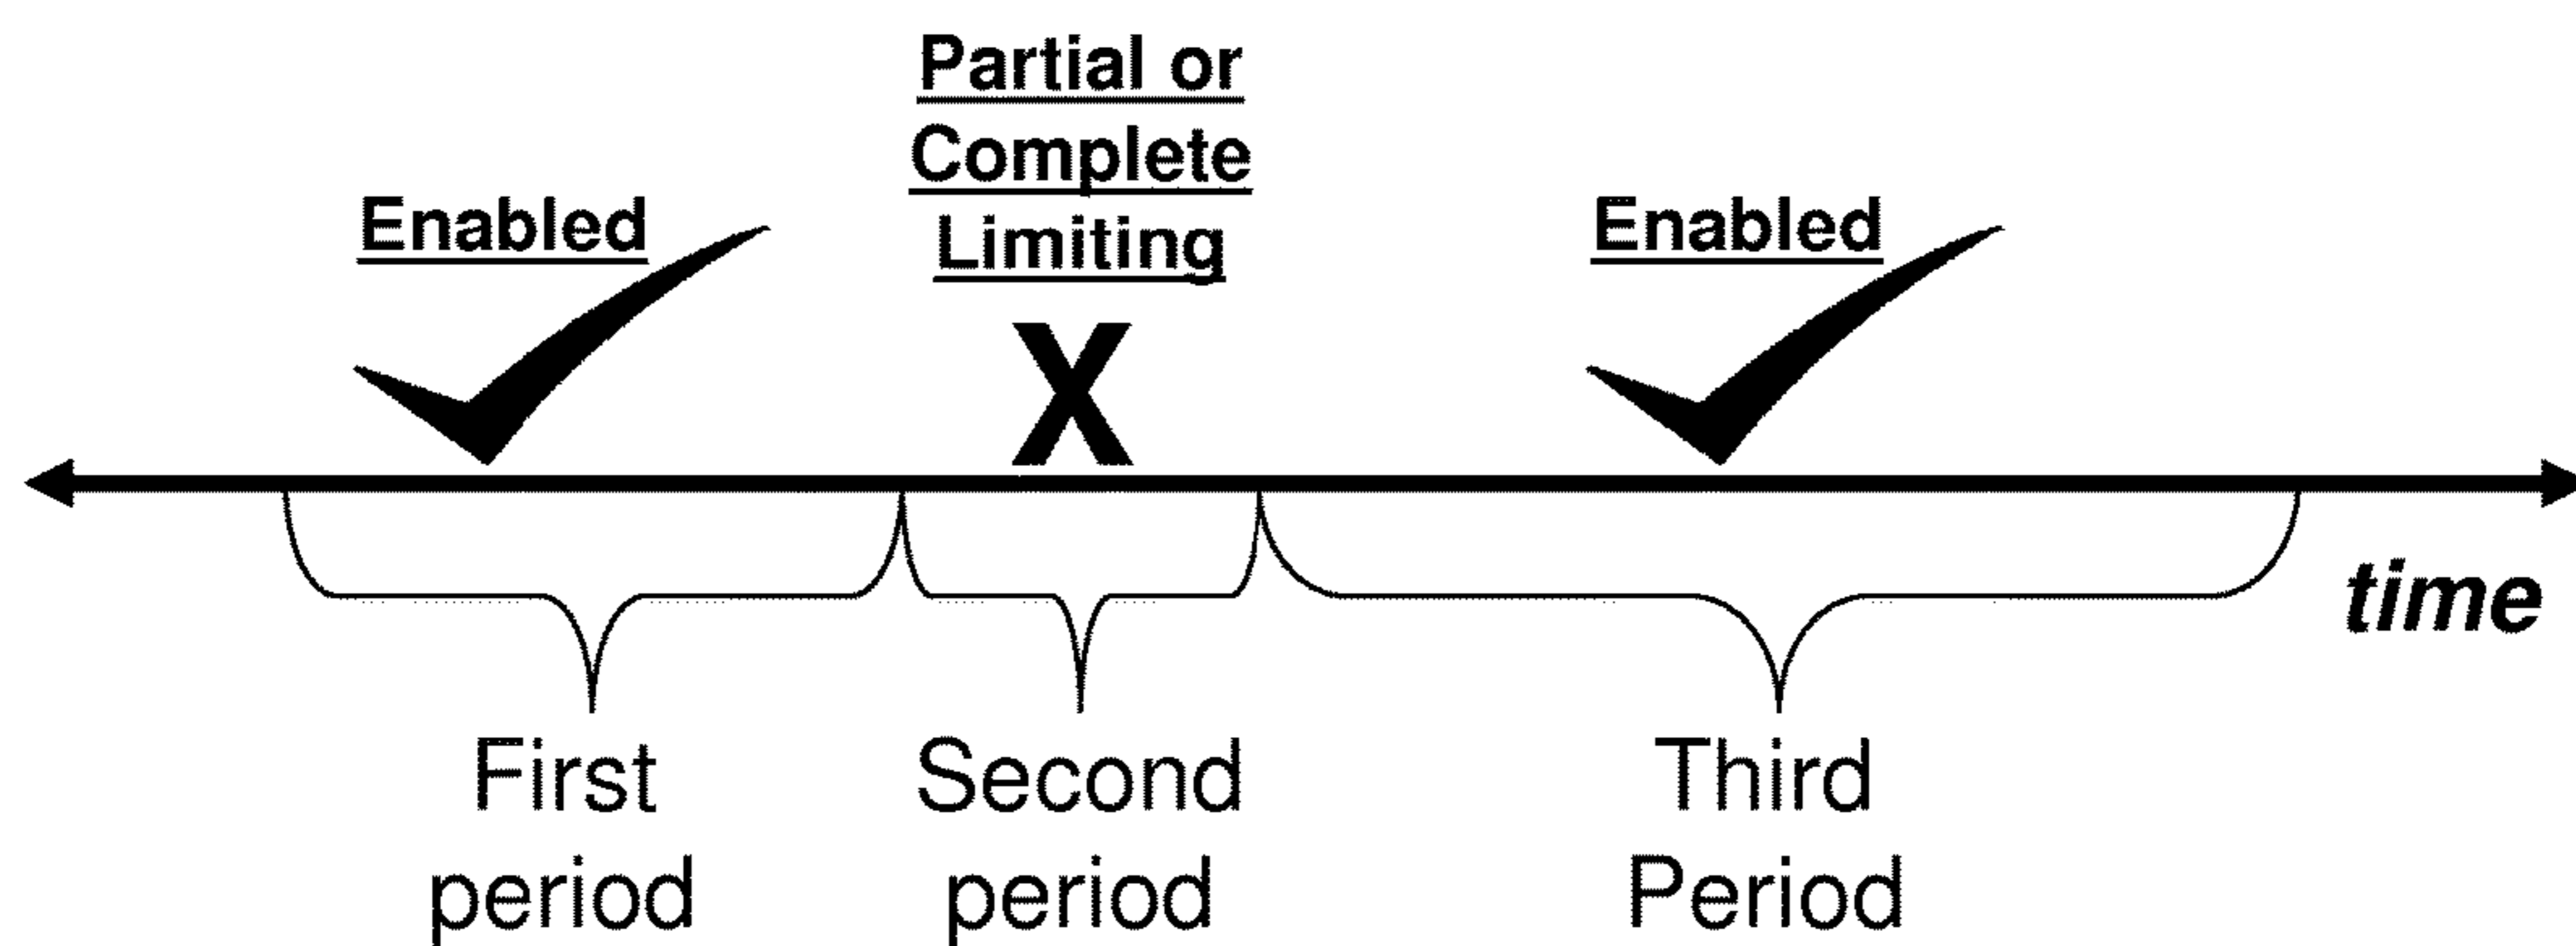 Partial or
Complete
Limiting
Enabled
Enabled
X
time
First
period
Second
period
Third
Period